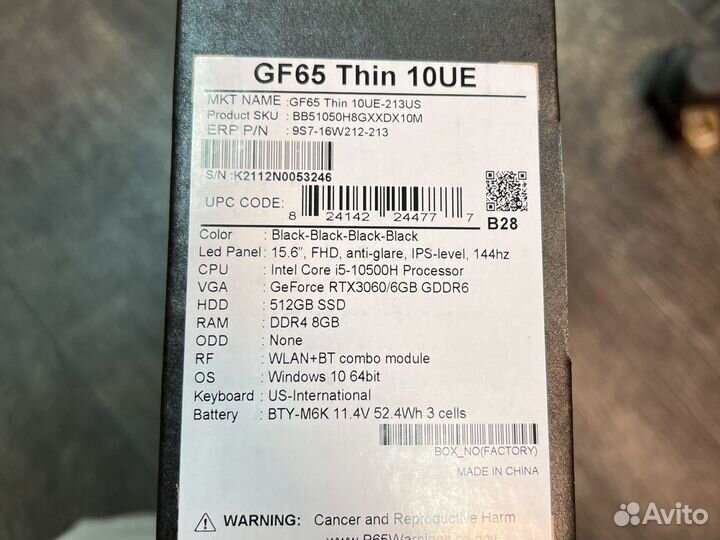 GF65 Thin 10UE
MKT NAME :GF65 Thin 10UE-213US
Product SKU : BB51050H8GXXDX10M
ERP P/N : 9S7-16W212-213
S/N :K2112N0053246
UPC CODE: 8 24142 24477 7
B28
Color : Black-Black-Black-Black
Led Panel : 15.6", FHD, anti-glare, IPS-level, 144hz
CPU : Intel Core i5-10500H Processor
VGA : GeForce RTX3060/6GB GDDR6
HDD : 512GB SSD
RAM : DDR4 8GB
ODD : None
RF : WLAN+BT combo module
OS : Windows 10 64bit
Keyboard : US-International
Battery : BTY-M6K 11.4V 52.4Wh 3 cells
BOX_NO(FACTORY)
MADE IN CHINA
WARNING: Cancer and Reproductive Harm
www.P65Warnings.ca.gov
Avito